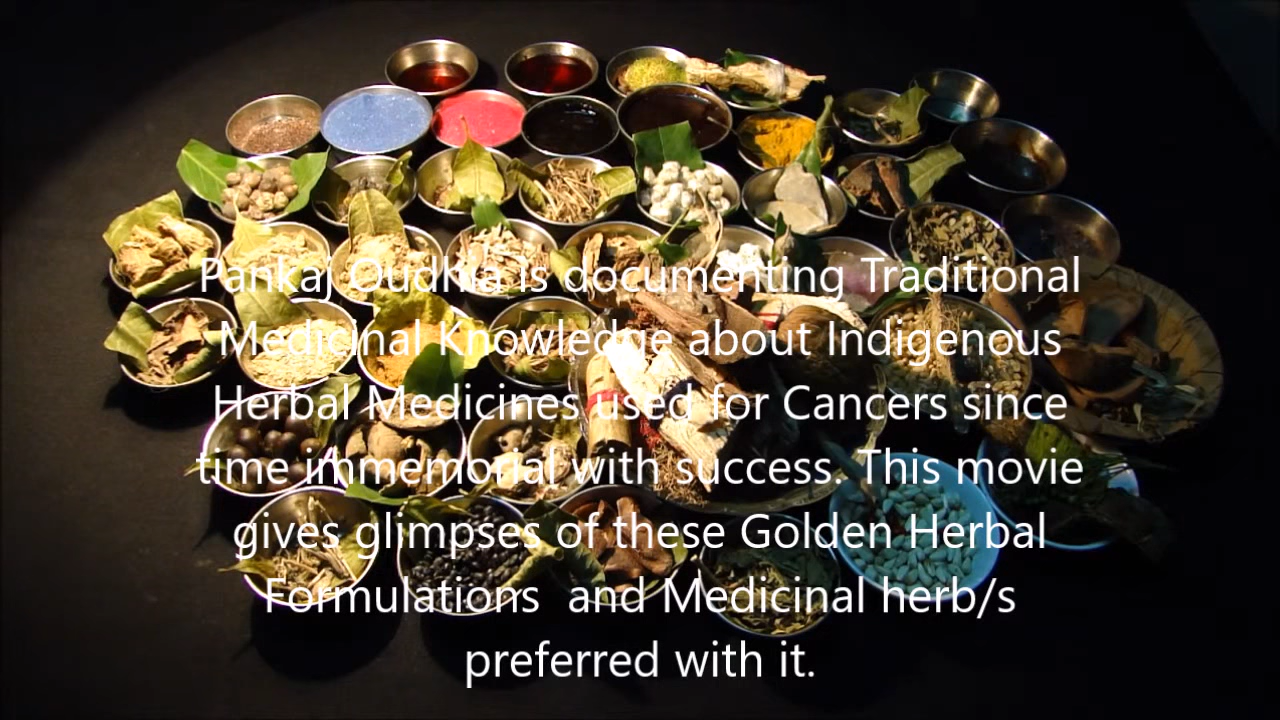 Pankaj Oudhia is documenting Traditional
Medicinal Knowledge about Indigenous
Herbal Medicines used for Cancers since
time immemorial with success. This movie
gives glimpses of these Golden Herbal
Formulations  and Medicinal herb/s
preferred with it.